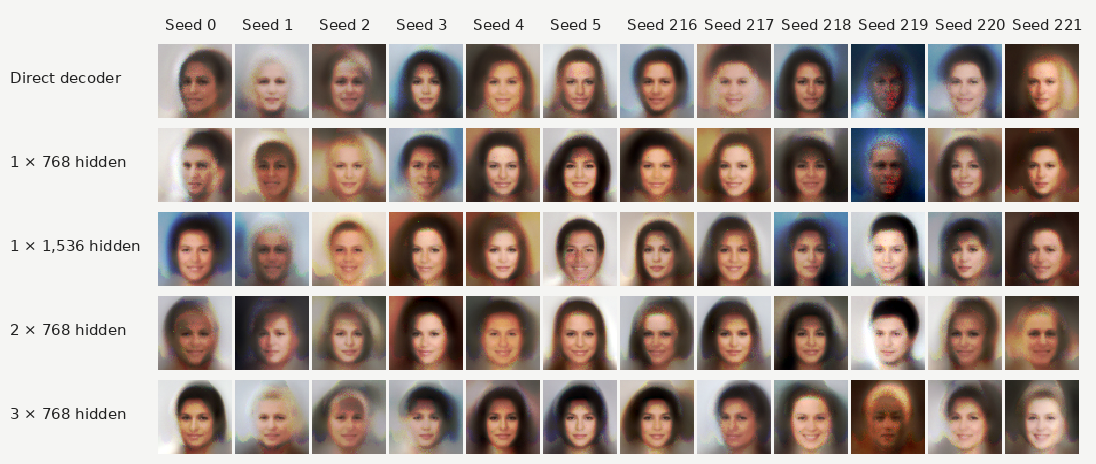 Seed 0 Seed 1 Seed 2 Seed 3 Seed 4 Seed 5 Seed 216 Seed 217 Seed 218 Seed 219 Seed 220 Seed 221
Direct decoder
1 × 768 hidden
1 × 1,536 hidden
2 × 768 hidden
3 × 768 hidden